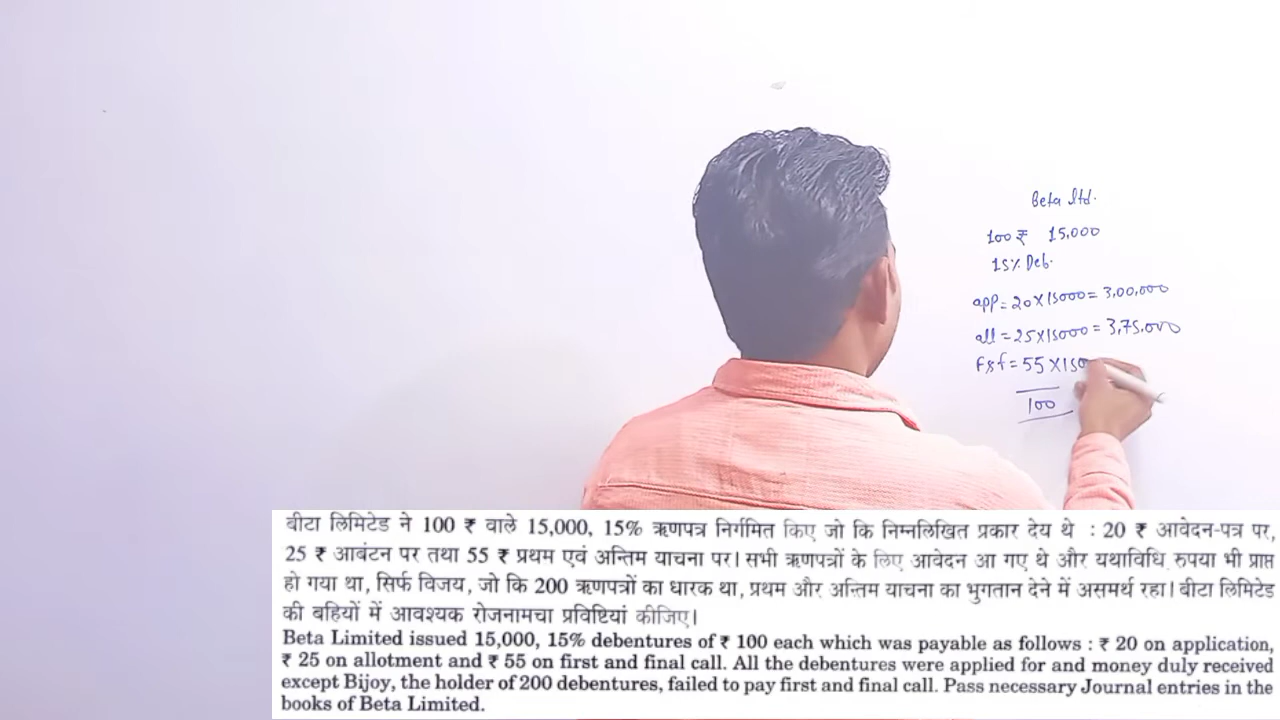 Beta ltd.
100 ₹ 15,000
15% Deb.
app = 20 X 15000 = 3,00,000
all = 25 X 15000 = 3,75,000
f & f = 55 X 150
100
बीटा लिमिटेड ने 100 ₹ वाले 15,000, 15% ऋणपत्र निर्गमित किए जो कि निम्नलिखित प्रकार देय थे : 20 ₹ आवेदन-पत्र पर,
25 ₹ आबंटन पर तथा 55 ₹ प्रथम एवं अन्तिम याचना पर। सभी ऋणपत्रों के लिए आवेदन आ गए थे और यथाविधि रुपया भी प्राप्त
हो गया था, सिर्फ विजय, जो कि 200 ऋणपत्रों का धारक था, प्रथम और अन्तिम याचना का भुगतान देने में असमर्थ रहा। बीटा लिमिटेड
की बहियों में आवश्यक रोजनामचा प्रविष्टियां कीजिए।
Beta Limited issued 15,000, 15% debentures of ₹ 100 each which was payable as follows : ₹ 20 on application,
₹ 25 on allotment and ₹ 55 on first and final call. All the debentures were applied for and money duly received
except Bijoy, the holder of 200 debentures, failed to pay first and final call. Pass necessary Journal entries in the
books of Beta Limited.